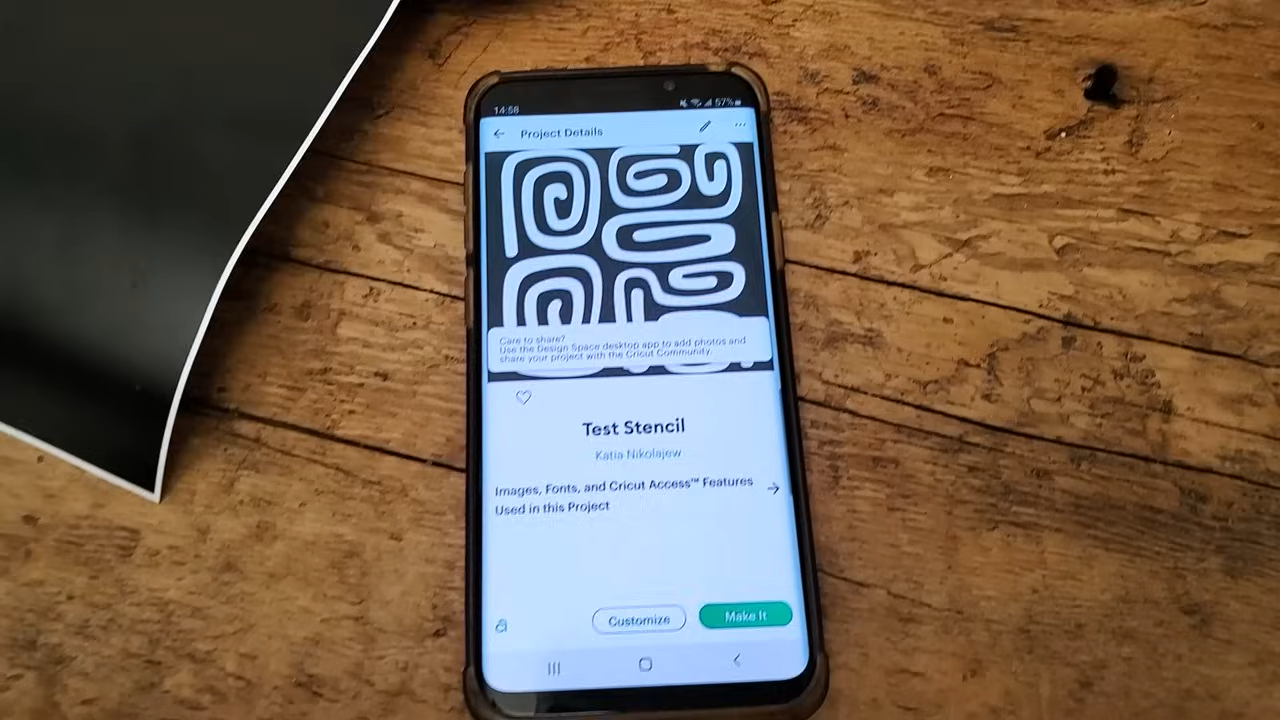 14:58
57%
Project Details
Care to share?
Use the Design Space desktop app to add photos and
share your project with the Cricut Community.
Test Stencil
Katia Nikolajew
Images, Fonts, and Cricut Access™ Features
Used in this Project
Customize
Make It